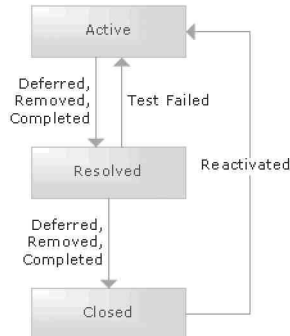 Active
Deferred,
Removed,
Completed
Test Failed
Resolved
Reactivated
Deferred,
Removed,
Completed
Closed